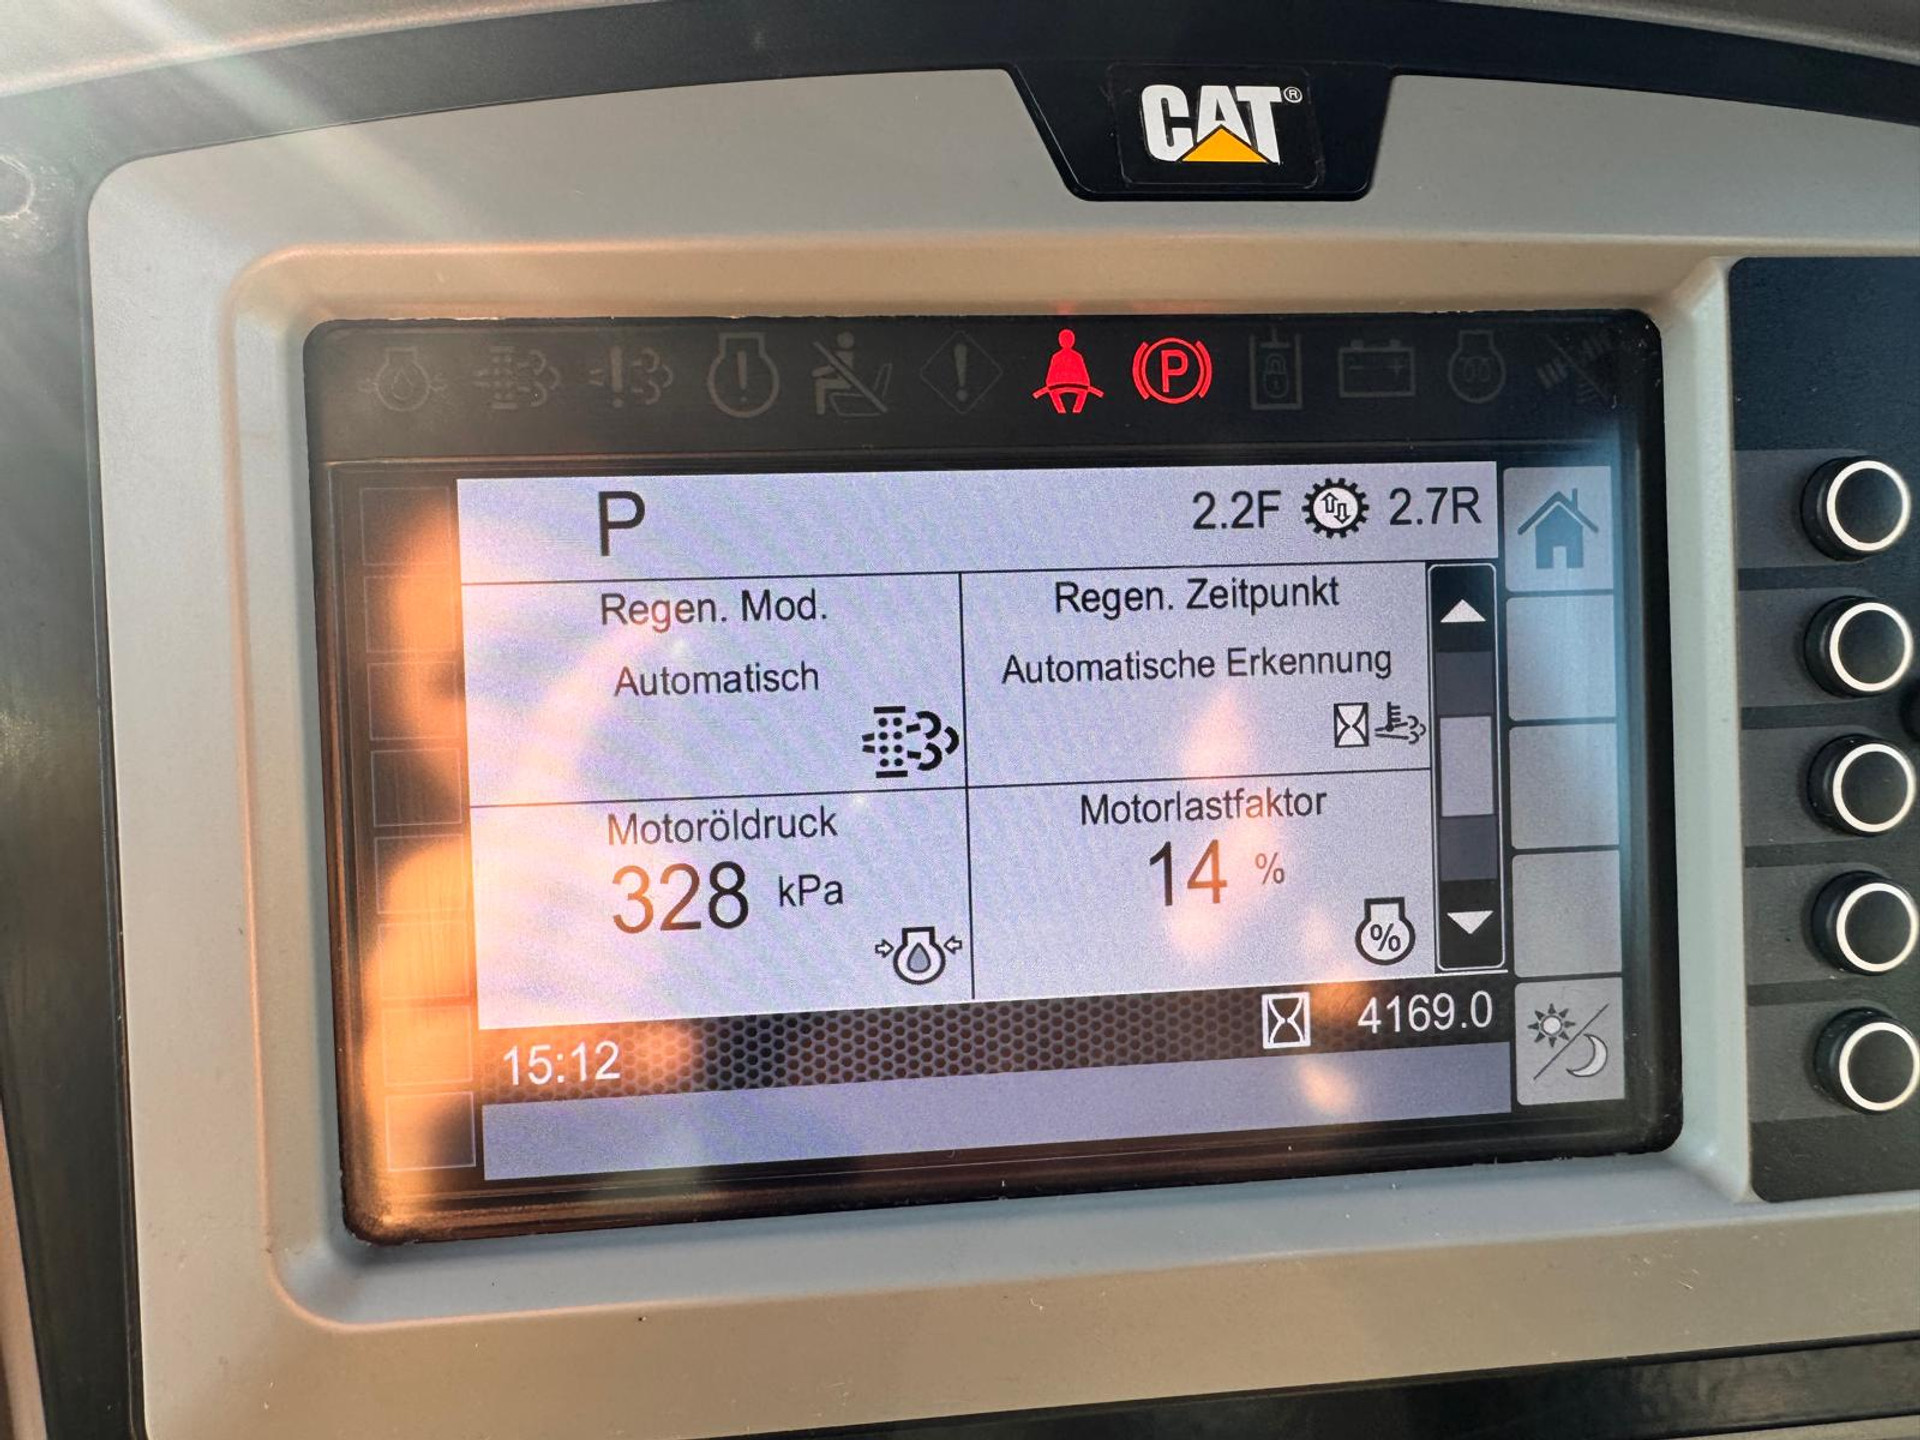 CAT®
P
P
2.2F 2.7R
Regen. Mod.
Automatisch
Regen. Zeitpunkt
Automatische Erkennung
Motoröldruck
328 kPa
Motorlastfaktor
14 %
%
15:12
4169.0